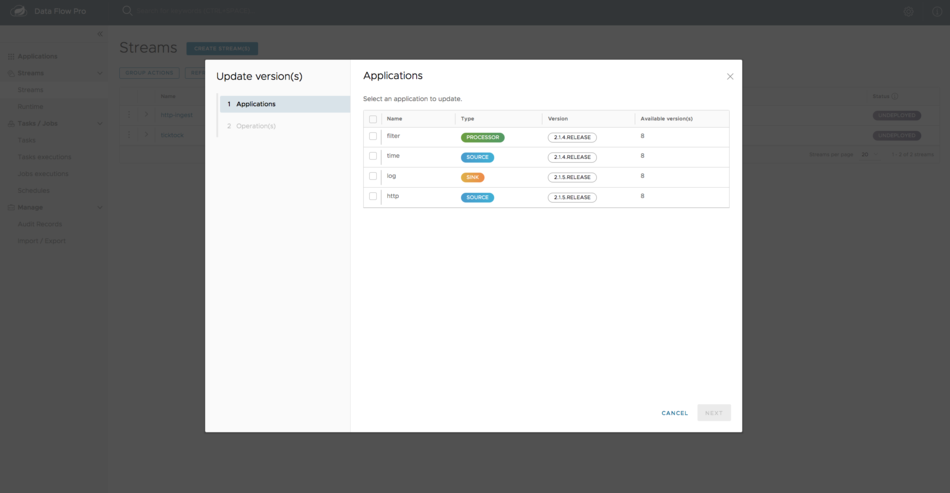 Data Flow Pro
Streams
CREATE STREAM(S)
GROUP ACTIONS
Applications
Streams
Streams
Runtime
Tasks / Jobs
Tasks
Tasks executions
Jobs executions
Schedules
Manage
Audit Records
Import / Export
Name
http-ingest
Status
UNDEPLOYED
UNDEPLOYED
Streams per page
20
1 - 2 of 2 streams
Update version(s)
1 Applications
2 Operation(s)
Applications
Select an application to update.
Name Type Version Available version(s)
filter PROCESSOR 2.1.4.RELEASE 8
time SOURCE 2.1.4.RELEASE 8
log SINK 2.1.5.RELEASE 8
http SOURCE 2.1.5.RELEASE 8
CANCEL NEXT